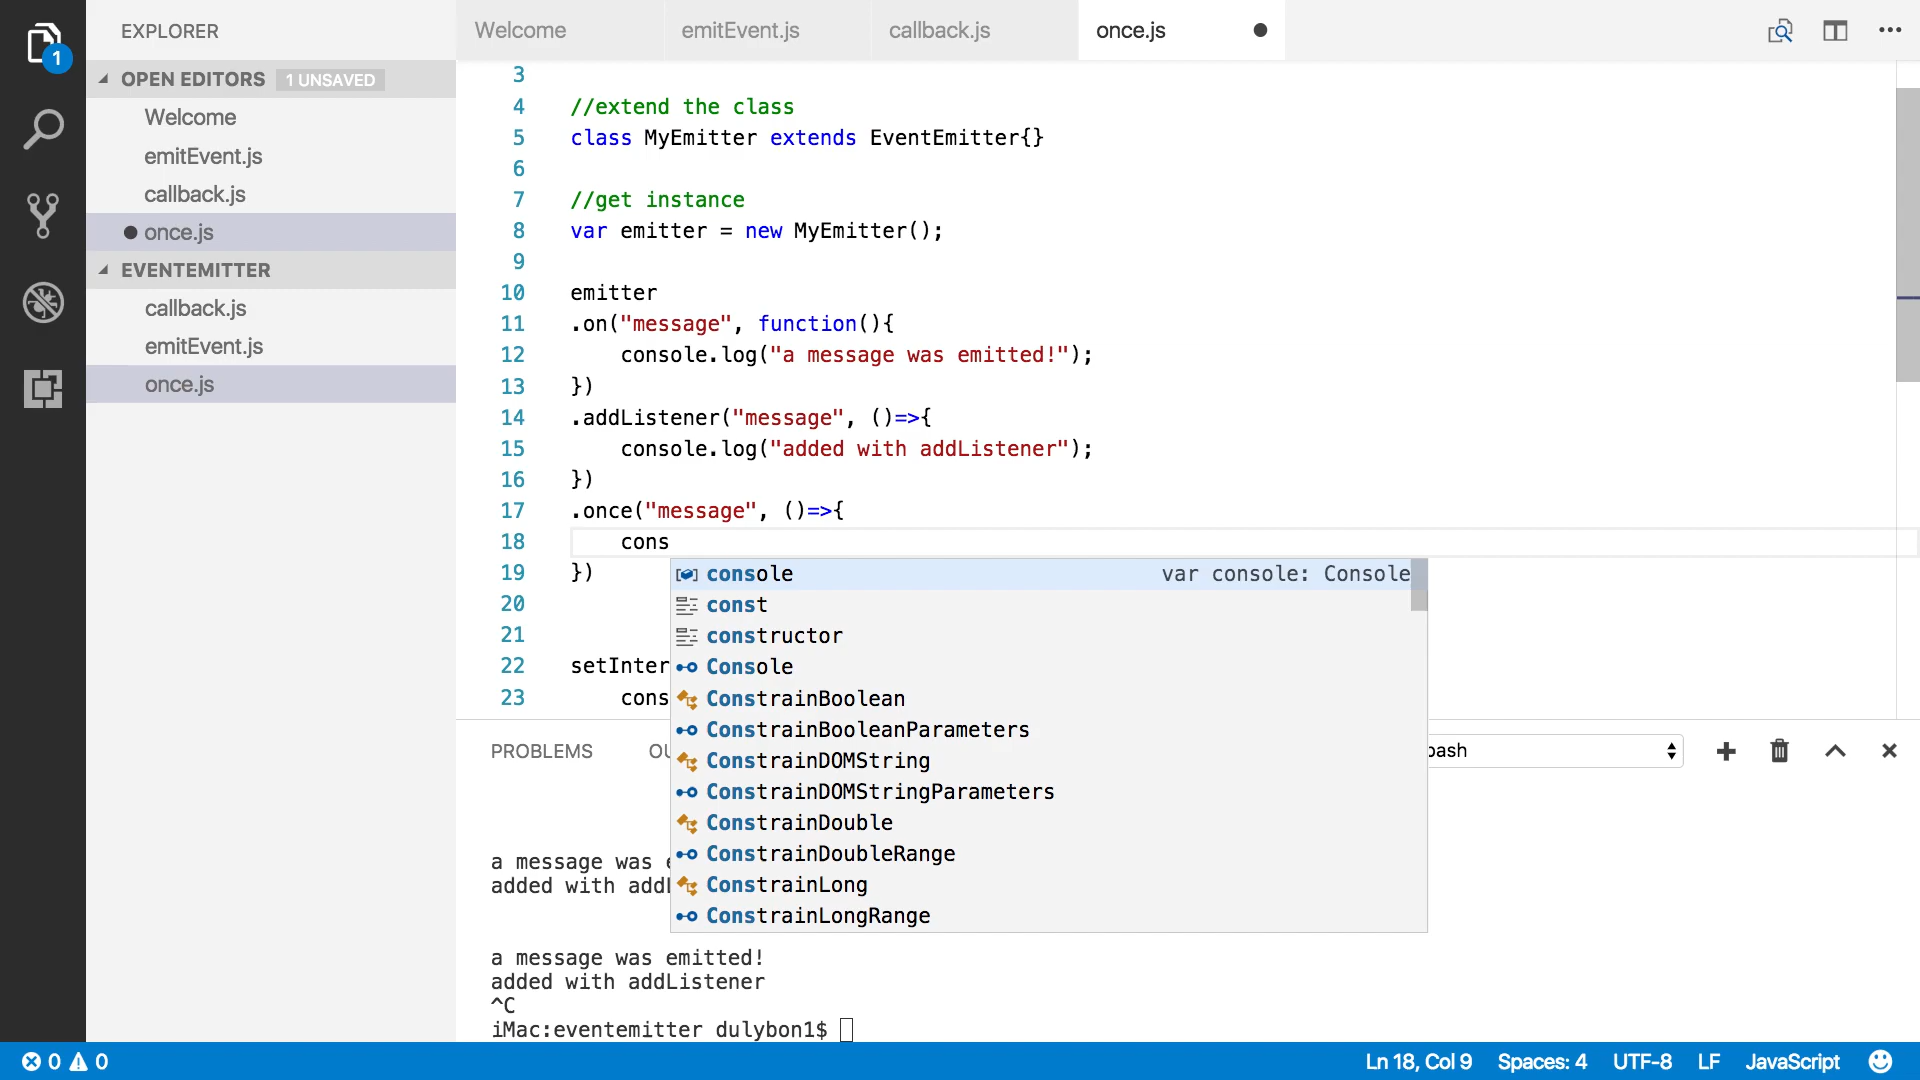 EXPLORER
OPEN EDITORS 1 UNSAVED
Welcome
emitEvent.js
callback.js
once.js
EVENTEMITTER
callback.js
emitEvent.js
once.js
1
Welcome emitEvent.js callback.js once.js
3
4 //extend the class
5 class MyEmitter extends EventEmitter{}
6
7 //get instance
8 var emitter = new MyEmitter();
9
10 emitter
11 .on("message", function(){
12 console.log("a message was emitted!");
13 })
14 .addListener("message", ()=>{
15 console.log("added with addListener");
16 })
17 .once("message", ()=>{
18 cons
19 })
20
21
22 setInter
23 cons
console var console: Console
const
constructor
Console
ConstrainBoolean
ConstrainBooleanParameters
ConstrainDOMString
ConstrainDOMStringParameters
ConstrainDouble
ConstrainDoubleRange
ConstrainLong
ConstrainLongRange
PROBLEMS OU bash
a message was e
added with addL
a message was emitted!
added with addListener
^C
iMac:eventemitter dulybon1$
0 0 Ln 18, Col 9 Spaces: 4 UTF-8 LF JavaScript